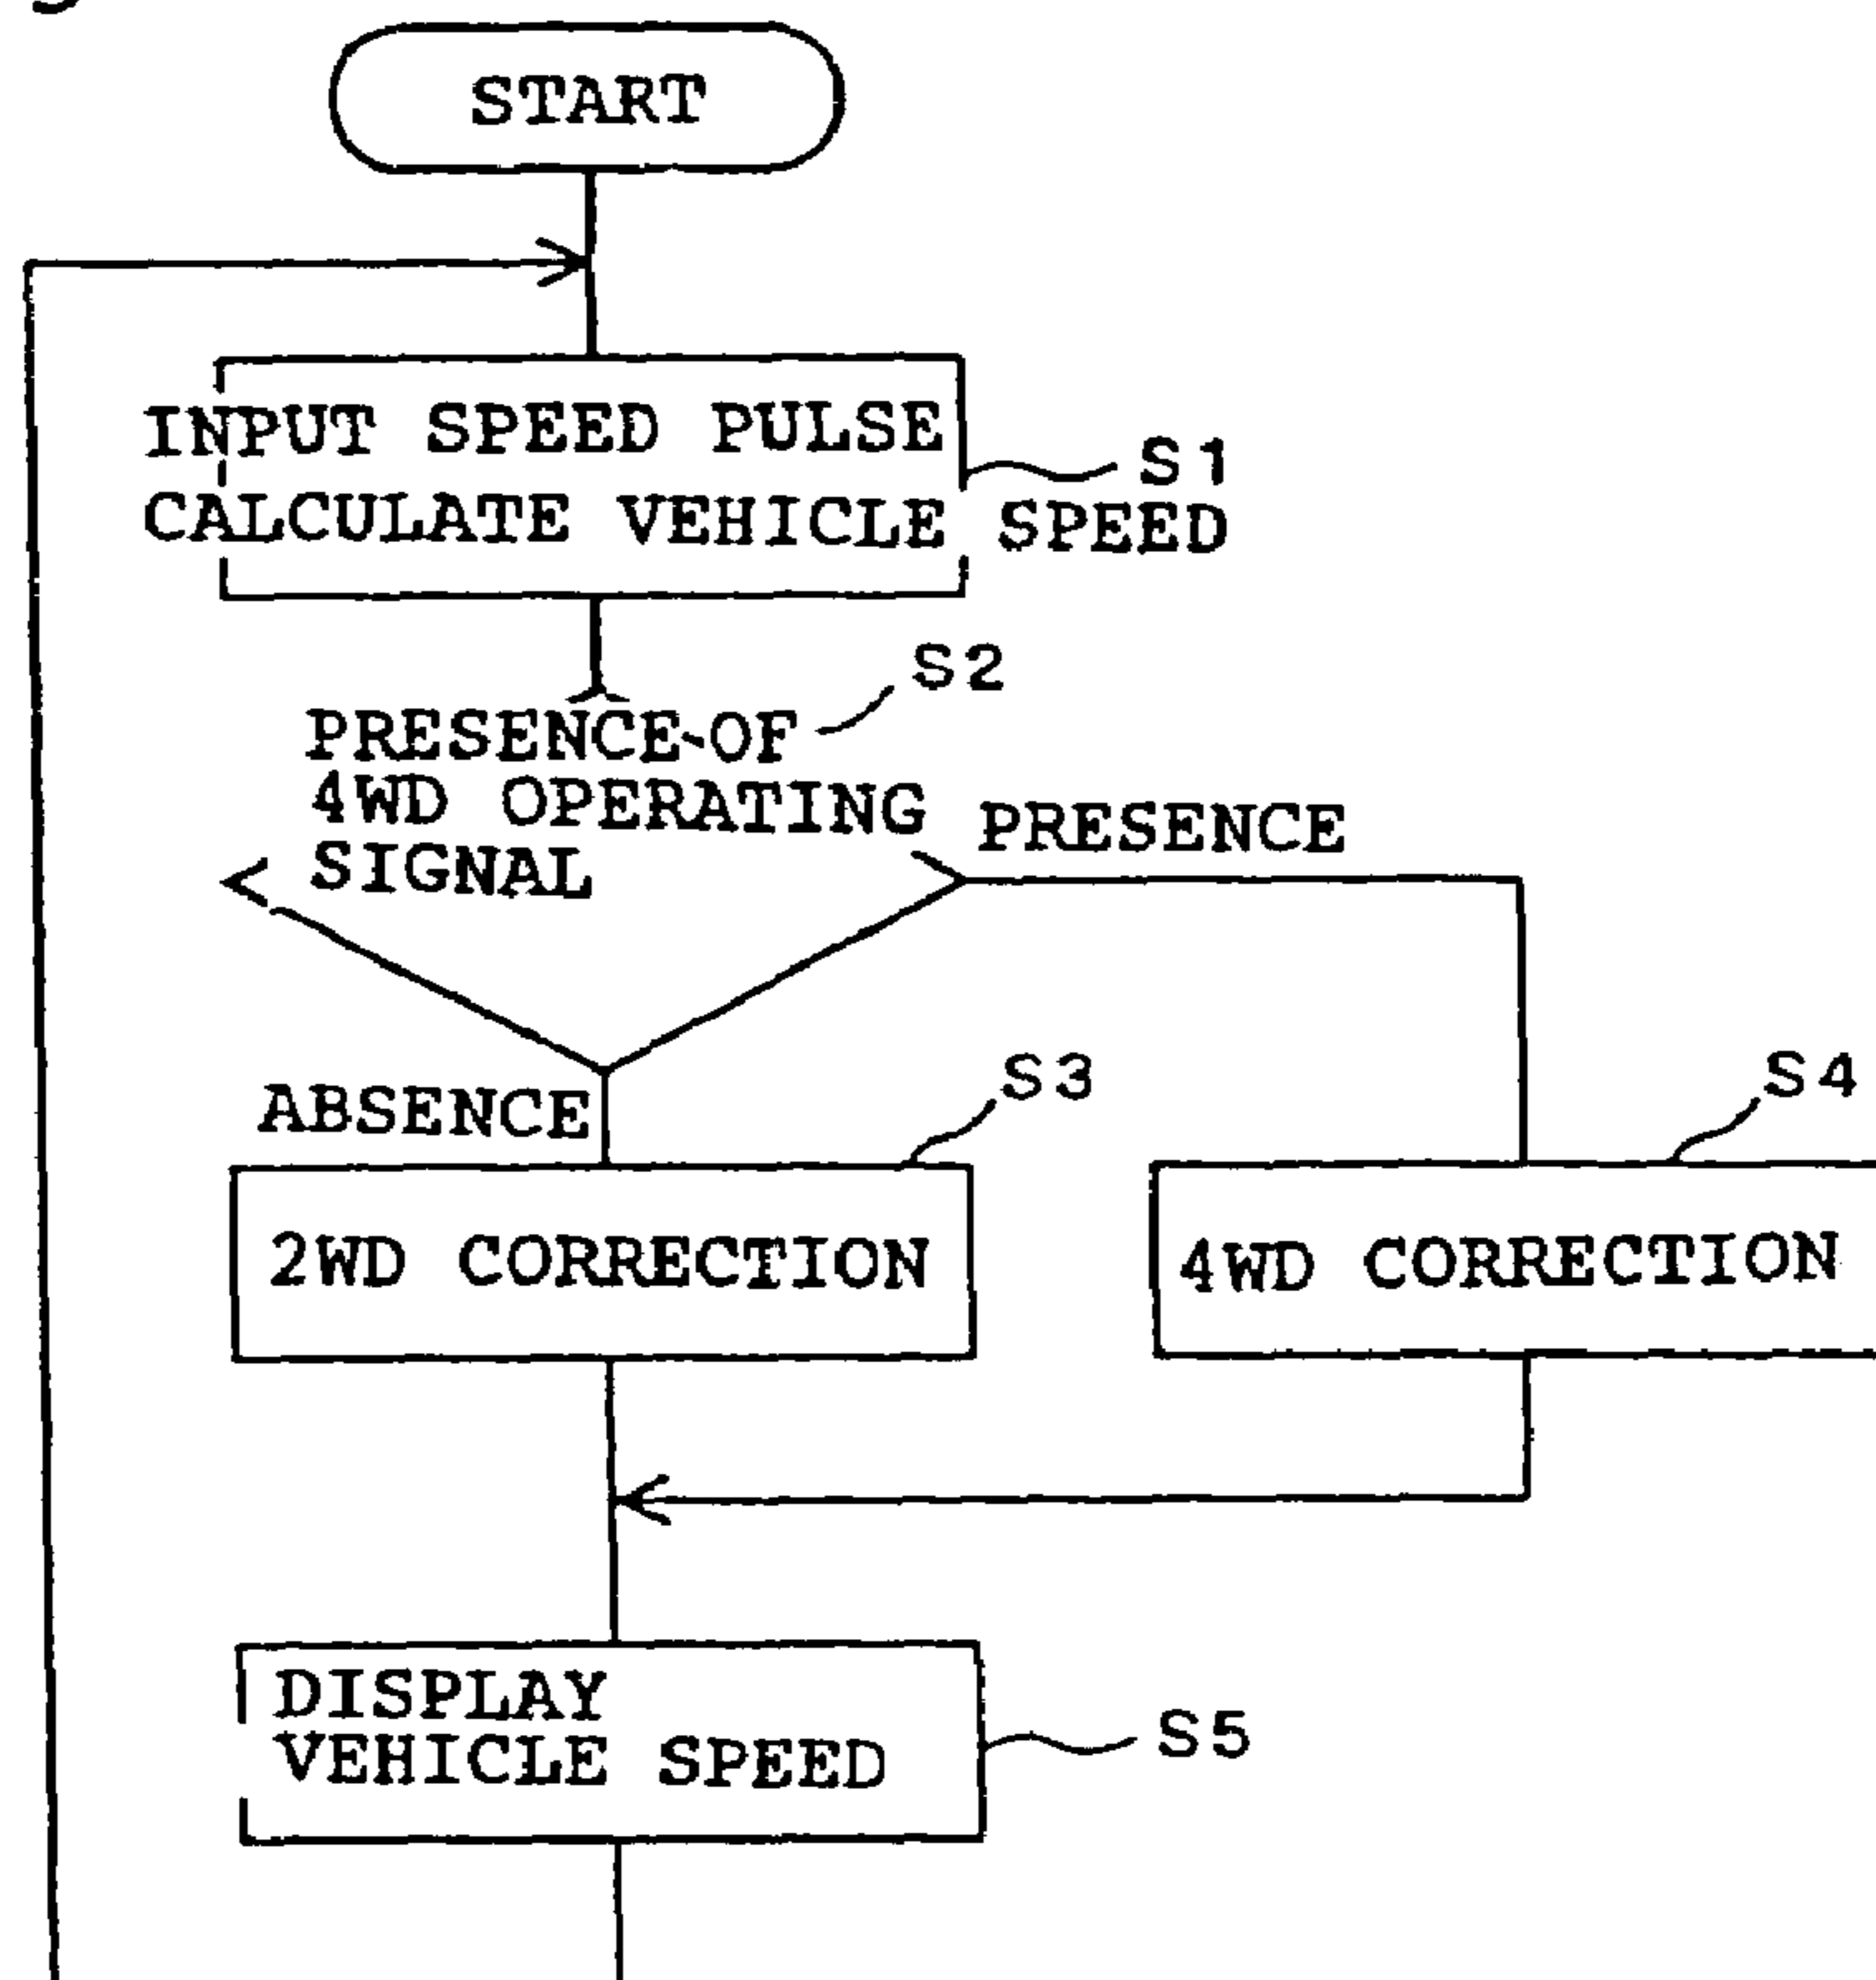 START
INPUT SPEED PULSE
S1
CALCULATE VEHICLE SPEED
S2
PRESENCE OF
4WD OPERATING
PRESENCE
SIGNAL
ABSENCE
S3
S4
2WD CORRECTION
4WD CORRECTION
DISPLAY
VEHICLE SPEED
S5